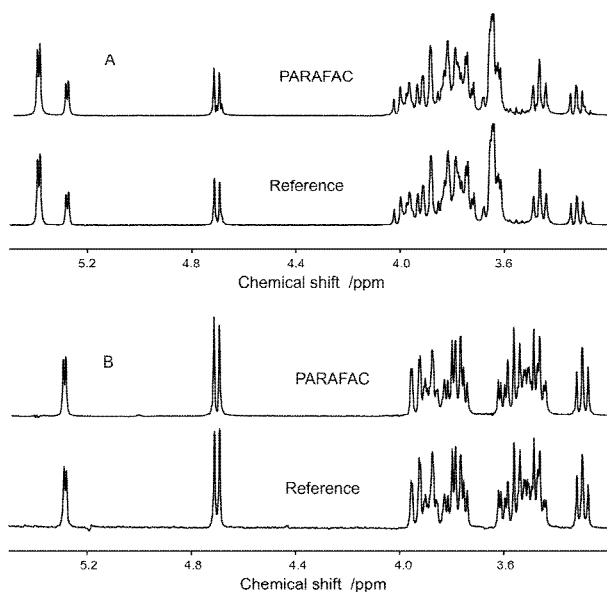 A
PARAFAC
Reference
5.2 4.8 4.4 4.0 3.6
Chemical shift /ppm
B
PARAFAC
Reference
5.2 4.8 4.4 4.0 3.6
Chemical shift /ppm